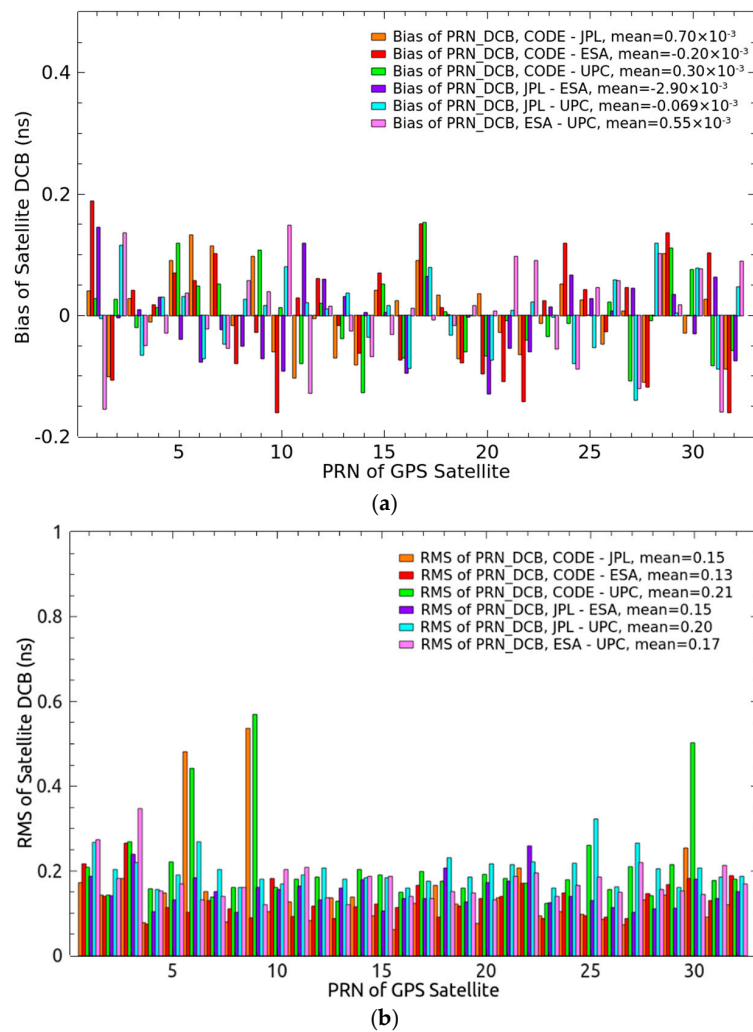 Bias of PRN_DCB, CODE - JPL, mean=0.70×10⁻³
Bias of PRN_DCB, CODE - ESA, mean=-0.20×10⁻³
Bias of PRN_DCB, CODE - UPC, mean=0.30×10⁻³
Bias of PRN_DCB, JPL - ESA, mean=-2.90×10⁻³
Bias of PRN_DCB, JPL - UPC, mean=-0.069×10⁻³
Bias of PRN_DCB, ESA - UPC, mean=0.55×10⁻³
0.4
0.2
0
-0.2
Bias of Satellite DCB (ns)
5 10 15 20 25 30
PRN of GPS Satellite
(a)
RMS of PRN_DCB, CODE - JPL, mean=0.15
RMS of PRN_DCB, CODE - ESA, mean=0.13
RMS of PRN_DCB, CODE - UPC, mean=0.21
RMS of PRN_DCB, JPL - ESA, mean=0.15
RMS of PRN_DCB, JPL - UPC, mean=0.20
RMS of PRN_DCB, ESA - UPC, mean=0.17
1
0.8
0.6
0.4
0.2
0
RMS of Satellite DCB (ns)
5 10 15 20 25 30
PRN of GPS Satellite
(b)